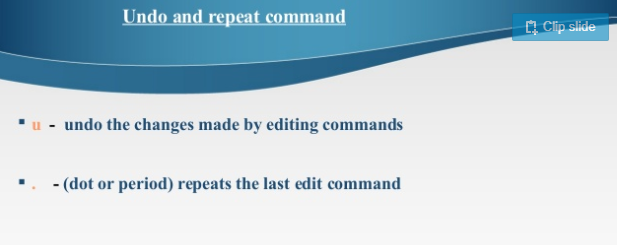 Undo and repeat command
Clip slide
▪ u - undo the changes made by editing commands
▪ . - (dot or period) repeats the last edit command